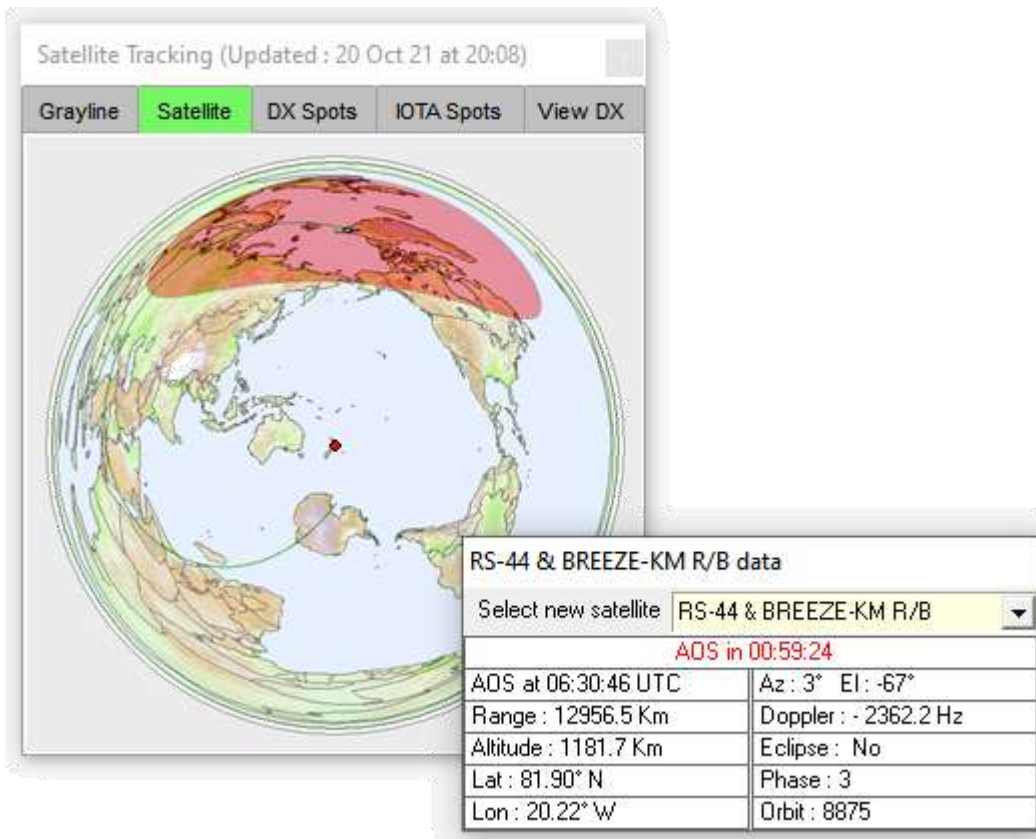 Satellite Tracking (Updated : 20 Oct 21 at 20:08)
Grayline Satellite DX Spots IOTA Spots View DX
RS-44 & BREEZE-KM R/B data
Select new satellite RS-44 & BREEZE-KM R/B
AOS in 00:59:24
AOS at 06:30:46 UTC Az : 3° El : -67°
Range : 12956.5 Km Doppler : - 2362.2 Hz
Altitude : 1181.7 Km Eclipse : No
Lat : 81.90° N Phase : 3
Lon : 20.22° W Orbit : 8875